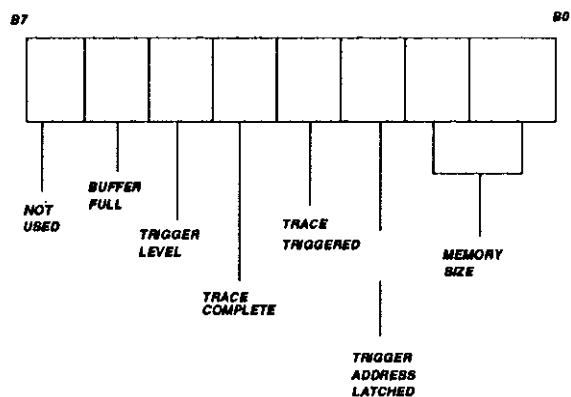 B7
B0
NOT
USED
BUFFER
FULL
TRIGGER
LEVEL
TRACE
COMPLETE
TRACE
TRIGGERED
TRIGGER
ADDRESS
LATCHED
MEMORY
SIZE